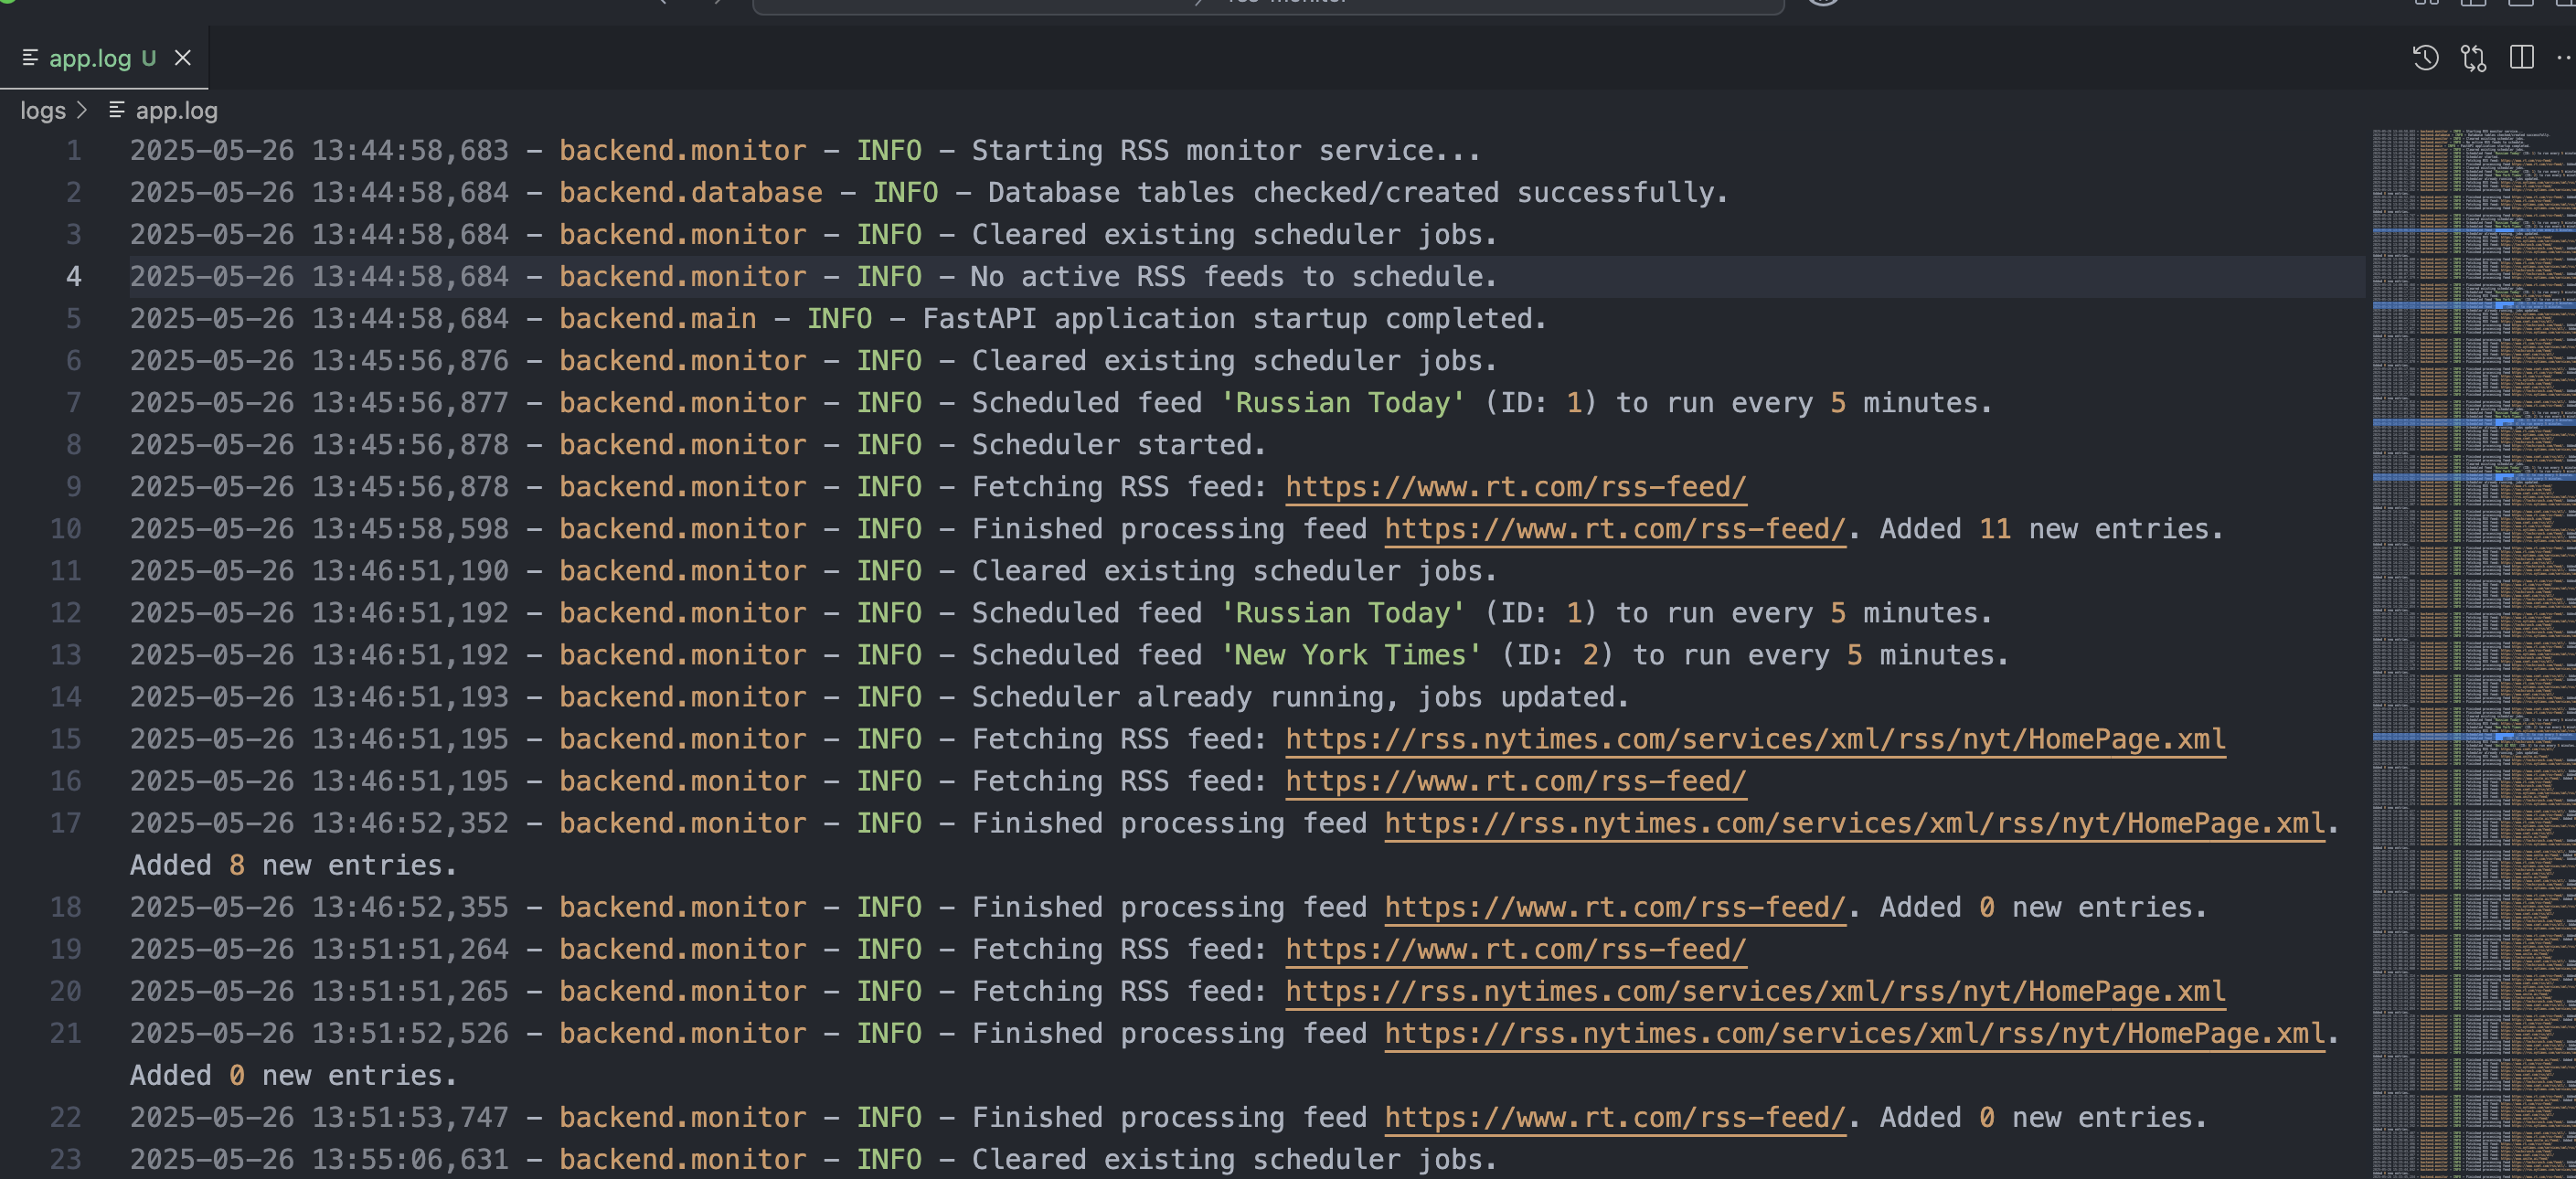 app.log U
logs > app.log
1 2025-05-26 13:44:58,683 - backend.monitor - INFO - Starting RSS monitor service...
2 2025-05-26 13:44:58,684 - backend.database - INFO - Database tables checked/created successfully.
3 2025-05-26 13:44:58,684 - backend.monitor - INFO - Cleared existing scheduler jobs.
4 2025-05-26 13:44:58,684 - backend.monitor - INFO - No active RSS feeds to schedule.
5 2025-05-26 13:44:58,684 - backend.main - INFO - FastAPI application startup completed.
6 2025-05-26 13:45:56,876 - backend.monitor - INFO - Cleared existing scheduler jobs.
7 2025-05-26 13:45:56,877 - backend.monitor - INFO - Scheduled feed 'Russian Today' (ID: 1) to run every 5 minutes.
8 2025-05-26 13:45:56,878 - backend.monitor - INFO - Scheduler started.
9 2025-05-26 13:45:56,878 - backend.monitor - INFO - Fetching RSS feed: https://www.rt.com/rss-feed/
10 2025-05-26 13:45:58,598 - backend.monitor - INFO - Finished processing feed https://www.rt.com/rss-feed/. Added 11 new entries.
11 2025-05-26 13:46:51,190 - backend.monitor - INFO - Cleared existing scheduler jobs.
12 2025-05-26 13:46:51,192 - backend.monitor - INFO - Scheduled feed 'Russian Today' (ID: 1) to run every 5 minutes.
13 2025-05-26 13:46:51,192 - backend.monitor - INFO - Scheduled feed 'New York Times' (ID: 2) to run every 5 minutes.
14 2025-05-26 13:46:51,193 - backend.monitor - INFO - Scheduler already running, jobs updated.
15 2025-05-26 13:46:51,195 - backend.monitor - INFO - Fetching RSS feed: https://rss.nytimes.com/services/xml/rss/nyt/HomePage.xml
16 2025-05-26 13:46:51,195 - backend.monitor - INFO - Fetching RSS feed: https://www.rt.com/rss-feed/
17 2025-05-26 13:46:52,352 - backend.monitor - INFO - Finished processing feed https://rss.nytimes.com/services/xml/rss/nyt/HomePage.xml.
Added 8 new entries.
18 2025-05-26 13:46:52,355 - backend.monitor - INFO - Finished processing feed https://www.rt.com/rss-feed/. Added 0 new entries.
19 2025-05-26 13:51:51,264 - backend.monitor - INFO - Fetching RSS feed: https://www.rt.com/rss-feed/
20 2025-05-26 13:51:51,265 - backend.monitor - INFO - Fetching RSS feed: https://rss.nytimes.com/services/xml/rss/nyt/HomePage.xml
21 2025-05-26 13:51:52,526 - backend.monitor - INFO - Finished processing feed https://rss.nytimes.com/services/xml/rss/nyt/HomePage.xml.
Added 0 new entries.
22 2025-05-26 13:51:53,747 - backend.monitor - INFO - Finished processing feed https://www.rt.com/rss-feed/. Added 0 new entries.
23 2025-05-26 13:55:06,631 - backend.monitor - INFO - Cleared existing scheduler jobs.